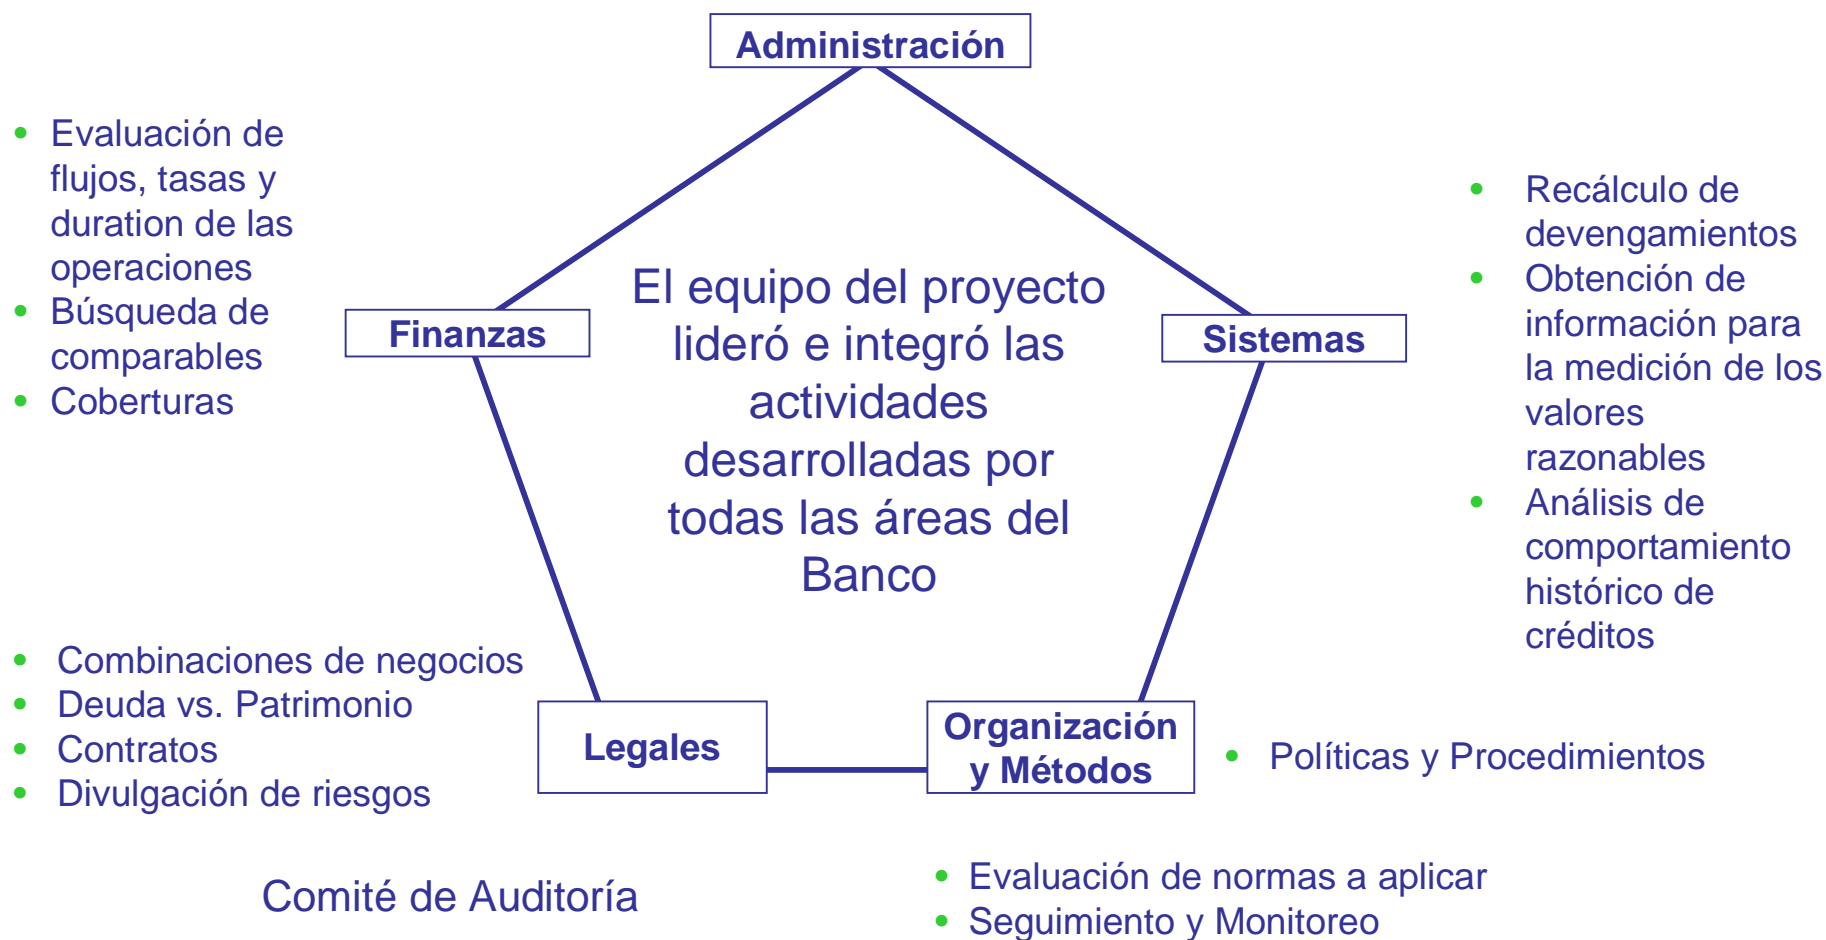 Administración
• Evaluación de
flujos, tasas y
duration de las
operaciones
• Búsqueda de
comparables
• Coberturas
Finanzas
El equipo del proyecto
lideró e integró las
actividades
desarrolladas por
todas las áreas del
Banco
Sistemas
• Recálculo de
devengamientos
• Obtención de
información para
la medición de los
valores
razonables
• Análisis de
comportamiento
histórico de
créditos
• Combinaciones de negocios
• Deuda vs. Patrimonio
• Contratos
• Divulgación de riesgos
Legales
Organización
y Métodos
• Políticas y Procedimientos
Comité de Auditoría
• Evaluación de normas a aplicar
• Seguimiento y Monitoreo